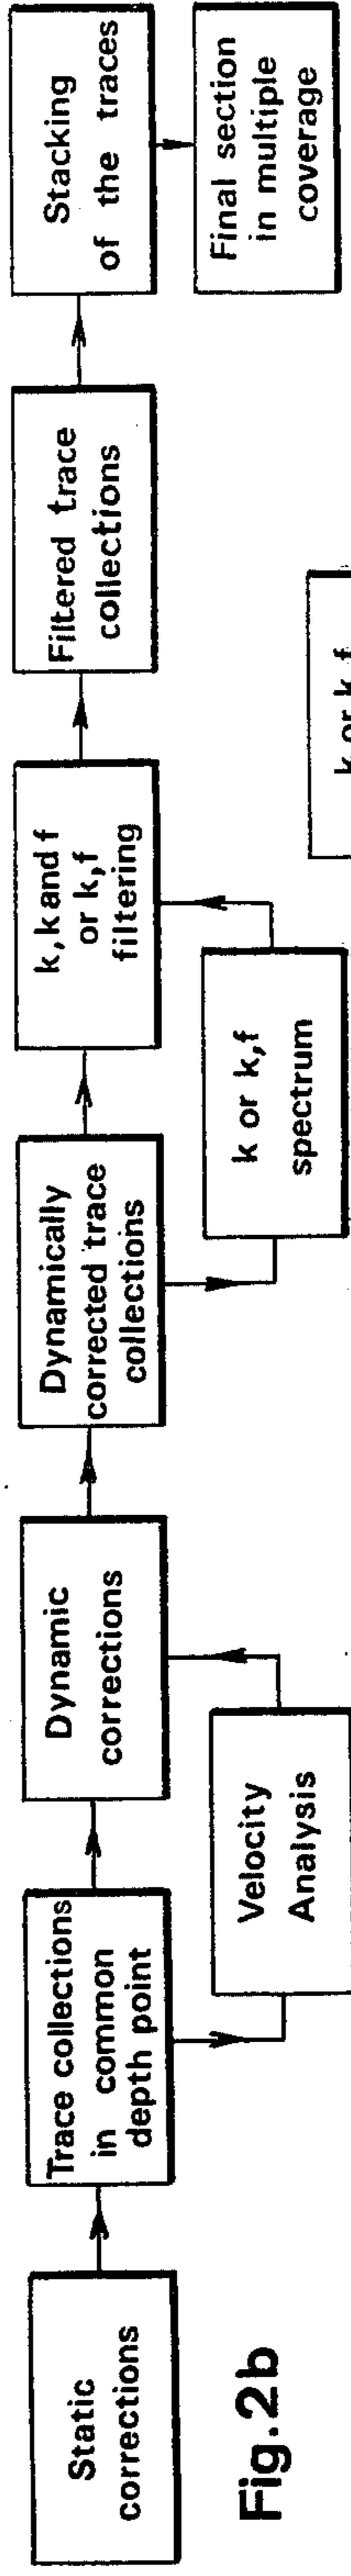 Static
corrections
Trace collections
in common
depth point
Velocity
Analysis
Dynamic
corrections
Dynamically
corrected trace
collections
k or k,f
spectrum
k, k and f
or k,f
filtering
Filtered trace
collections
Stacking
of the traces
Final section
in multiple
coverage
Fig.2b
k or k,f